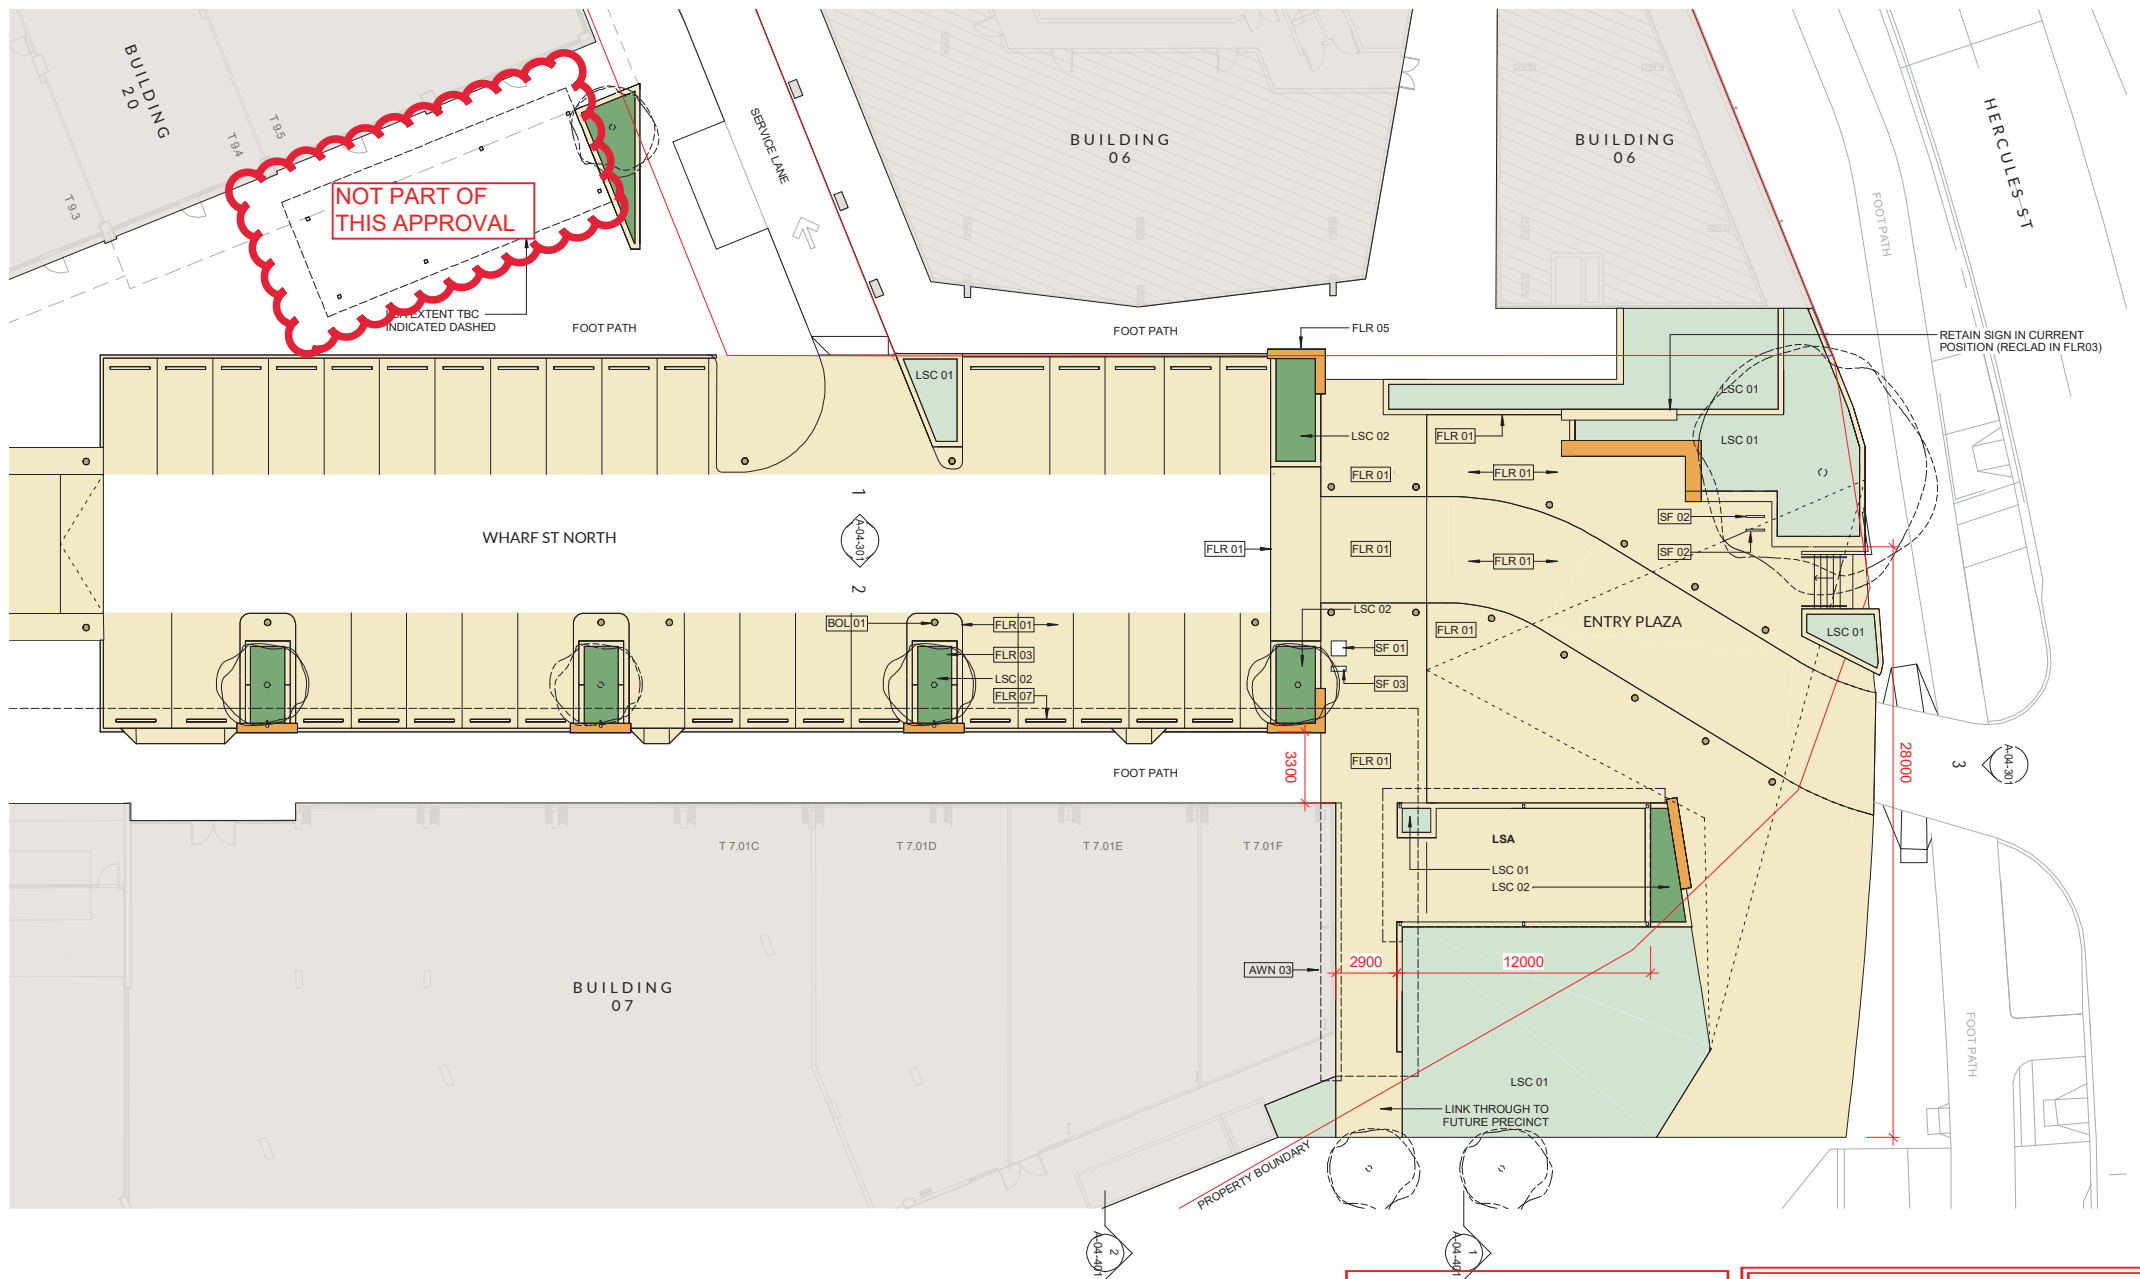 BUILDING
20
T 9.5
T 9.4
T 9.3
NOT PART OF
THIS APPROVAL
EXTENT TBC
INDICATED DASHED
FOOT PATH
SERVICE LANE
BUILDING
06
FOOT PATH
FLR 05
BUILDING
06
HERCULES ST
FOOT PATH
RETAIN SIGN IN CURRENT
POSITION (RECLAD IN FLR03)
LSC 01
LSC 01
LSC 01
LSC 02
FLR 01
FLR 01
FLR 01
SF 02
SF 02
WHARF ST NORTH
1
A-04-301
2
FLR 01
FLR 01
FLR 01
LSC 02
FLR 01
ENTRY PLAZA
LSC 01
BOL 01
FLR 01
FLR 03
LSC 02
FLR 07
SF 01
SF 03
3300
FOOT PATH
FLR 01
28000
3
A-04-301
T 7.01C
T 7.01D
T 7.01E
T 7.01F
LSA
LSC 01
LSC 02
AWN 03
2900
12000
BUILDING
07
LSC 01
LINK THROUGH TO
FUTURE PRECINCT
FOOT PATH
PROPERTY BOUNDARY
2
A-04-401
1
A-04-401